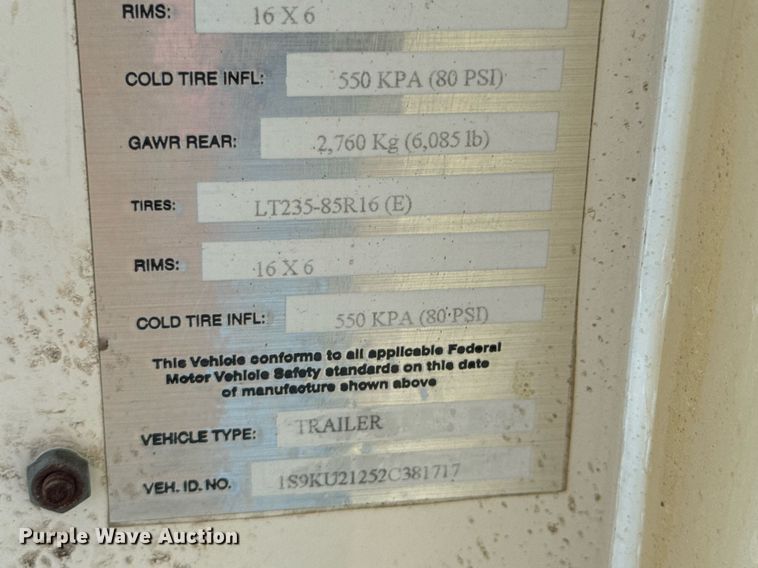 RIMS: 16 X 6
COLD TIRE INFL: 550 KPA (80 PSI)
GAWR REAR: 2,760 Kg (6,085 lb)
TIRES: LT235-85R16 (E)
RIMS: 16 X 6
COLD TIRE INFL: 550 KPA (80 PSI)
This Vehicle conforms to all applicable Federal
Motor Vehicle Safety standards on this date
of manufacture shown above
VEHICLE TYPE: TRAILER
VEH. ID. NO. 1S9KU21252C381717
Purple Wave Auction